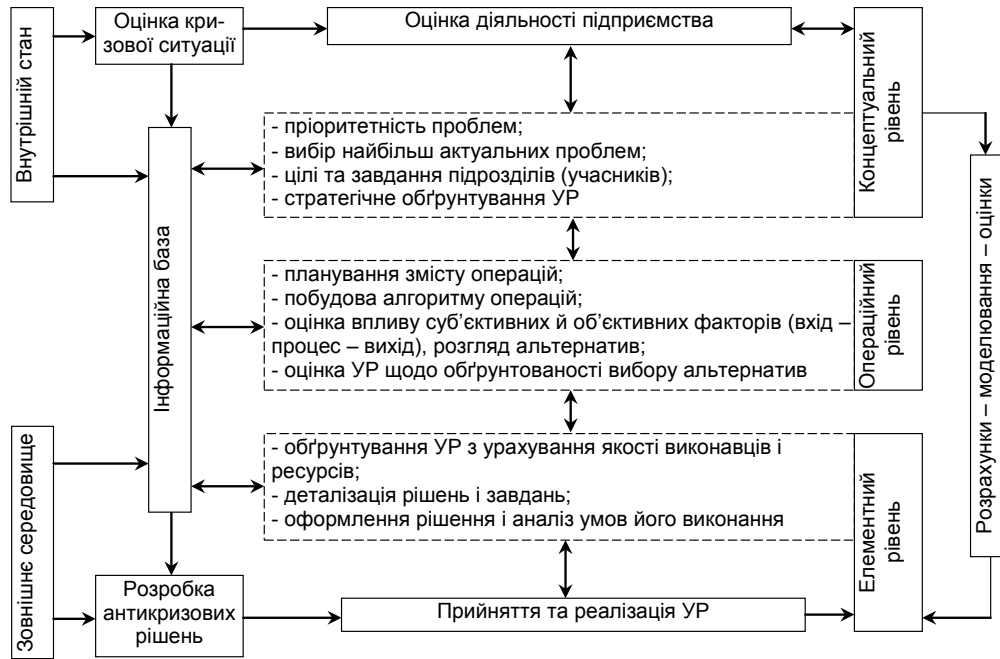 Внутрішній стан
Оцінка кри-
зової ситуації
Оцінка діяльності підприємства
Концептуальний
рівень
- пріоритетність проблем;
- вибір найбільш актуальних проблем;
- цілі та завдання підрозділів (учасників);
- стратегічне обґрунтування УР
Інформаційна база
- планування змісту операцій;
- побудова алгоритму операцій;
- оцінка впливу суб’єктивних й об’єктивних факторів (вхід –
процес – вихід), розгляд альтернатив;
- оцінка УР щодо обґрунтованості вибору альтернатив
Операційний
рівень
Розрахунки – моделювання – оцінки
Зовнішнє середовище
- обґрунтування УР з урахування якості виконавців і
ресурсів;
- деталізація рішень і завдань;
- оформлення рішення і аналіз умов його виконання
Елементний
рівень
Розробка
антикризових
рішень
Прийняття та реалізація УР